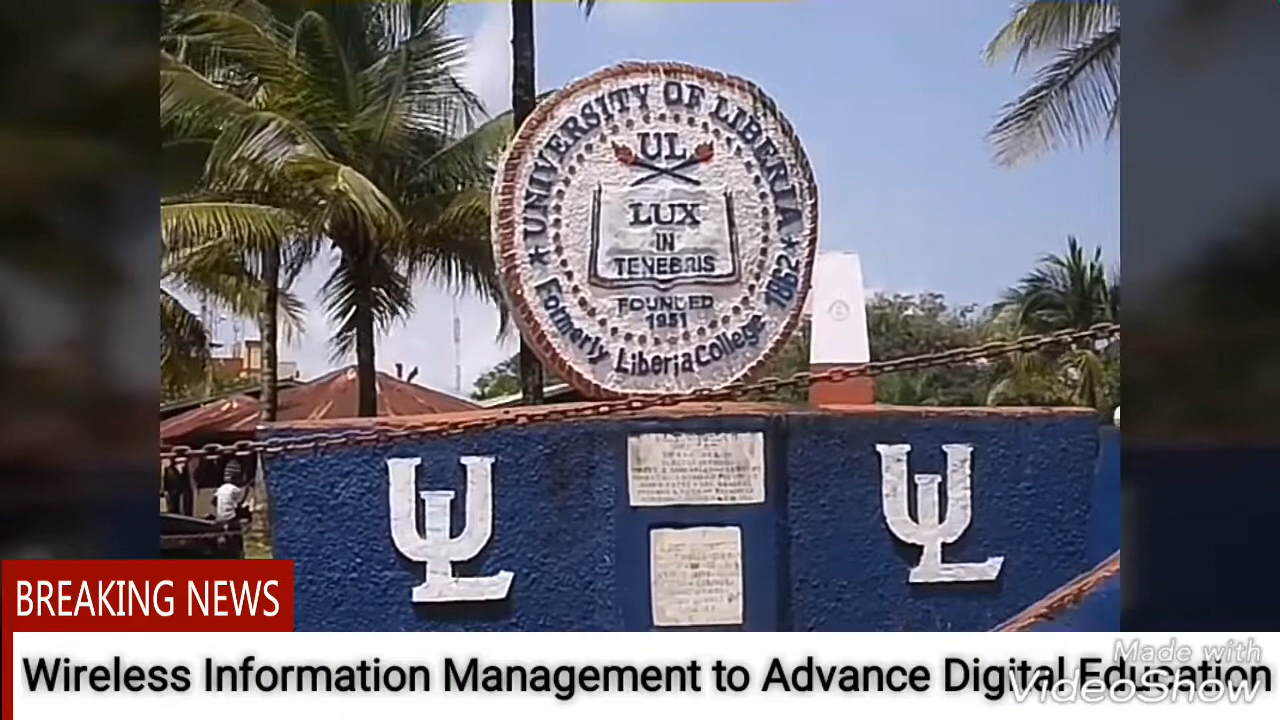 UNIVERSITY OF LIBERIA
UL
LUX
IN
TENEBRIS
FOUNDED
1951
Formerly Liberia College 1862
UL
UL
BREAKING NEWS
Wireless Information Management to Advance Digital Education
Made with
VideoShow